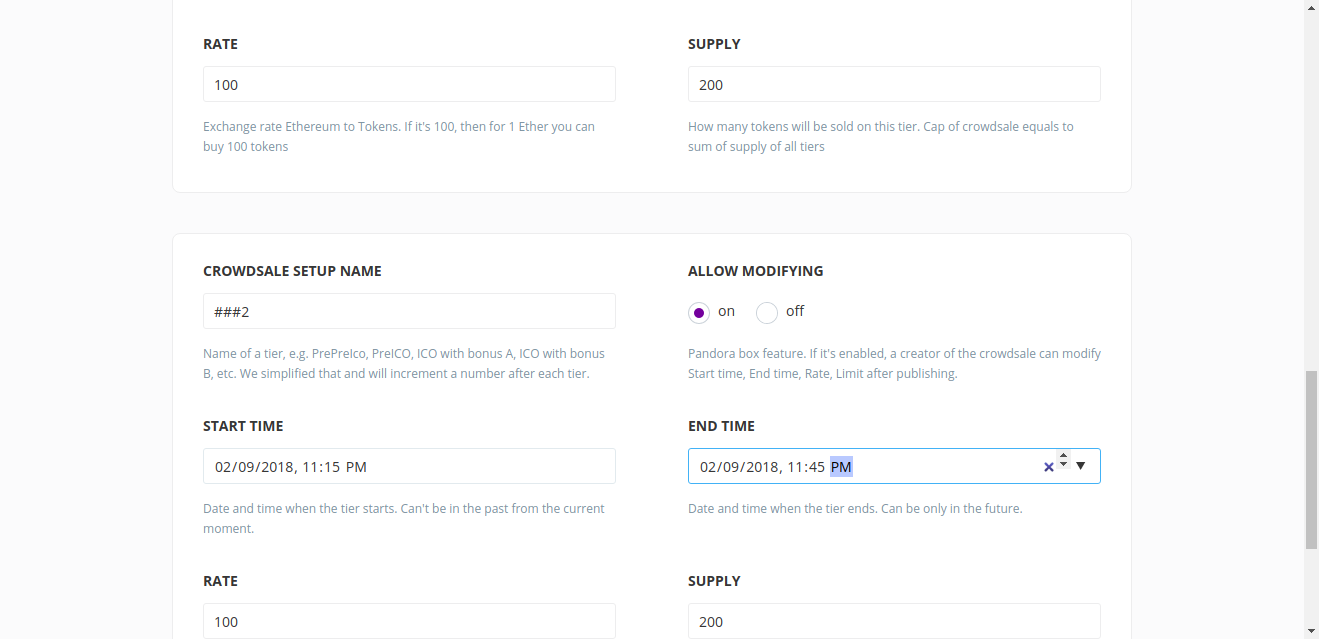 RATE
SUPPLY
100
200
Exchange rate Ethereum to Tokens. If it's 100, then for 1 Ether you can
buy 100 tokens
How many tokens will be sold on this tier. Cap of crowdsale equals to
sum of supply of all tiers
CROWDSALE SETUP NAME
ALLOW MODIFYING
###2
on
off
Name of a tier, e.g. PrePreIco, PreICO, ICO with bonus A, ICO with bonus
B, etc. We simplified that and will increment a number after each tier.
Pandora box feature. If it's enabled, a creator of the crowdsale can modify
Start time, End time, Rate, Limit after publishing.
START TIME
END TIME
02/09/2018, 11:15 PM
02/09/2018, 11:45 PM
Date and time when the tier starts. Can't be in the past from the current
moment.
Date and time when the tier ends. Can be only in the future.
RATE
SUPPLY
100
200